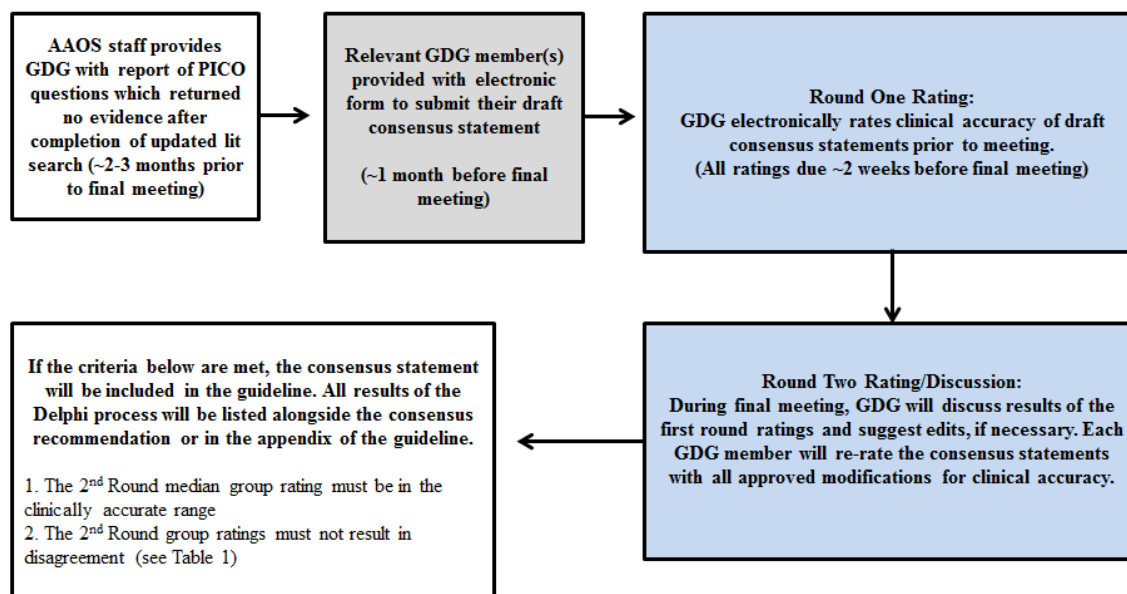 AAOS staff provides
GDG with report of PICO
questions which returned
no evidence after
completion of updated lit
search (~2-3 months prior
to final meeting)
Relevant GDG member(s)
provided with electronic
form to submit their draft
consensus statement
(~1 month before final
meeting)
Round One Rating:
GDG electronically rates clinical accuracy of draft
consensus statements prior to meeting.
(All ratings due ~2 weeks before final meeting)
Round Two Rating/Discussion:
During final meeting, GDG will discuss results of the
first round ratings and suggest edits, if necessary. Each
GDG member will re-rate the consensus statements
with all approved modifications for clinical accuracy.
If the criteria below are met, the consensus statement
will be included in the guideline. All results of the
Delphi process will be listed alongside the consensus
recommendation or in the appendix of the guideline.
1. The 2nd Round median group rating must be in the
clinically accurate range
2. The 2nd Round group ratings must not result in
disagreement (see Table 1)